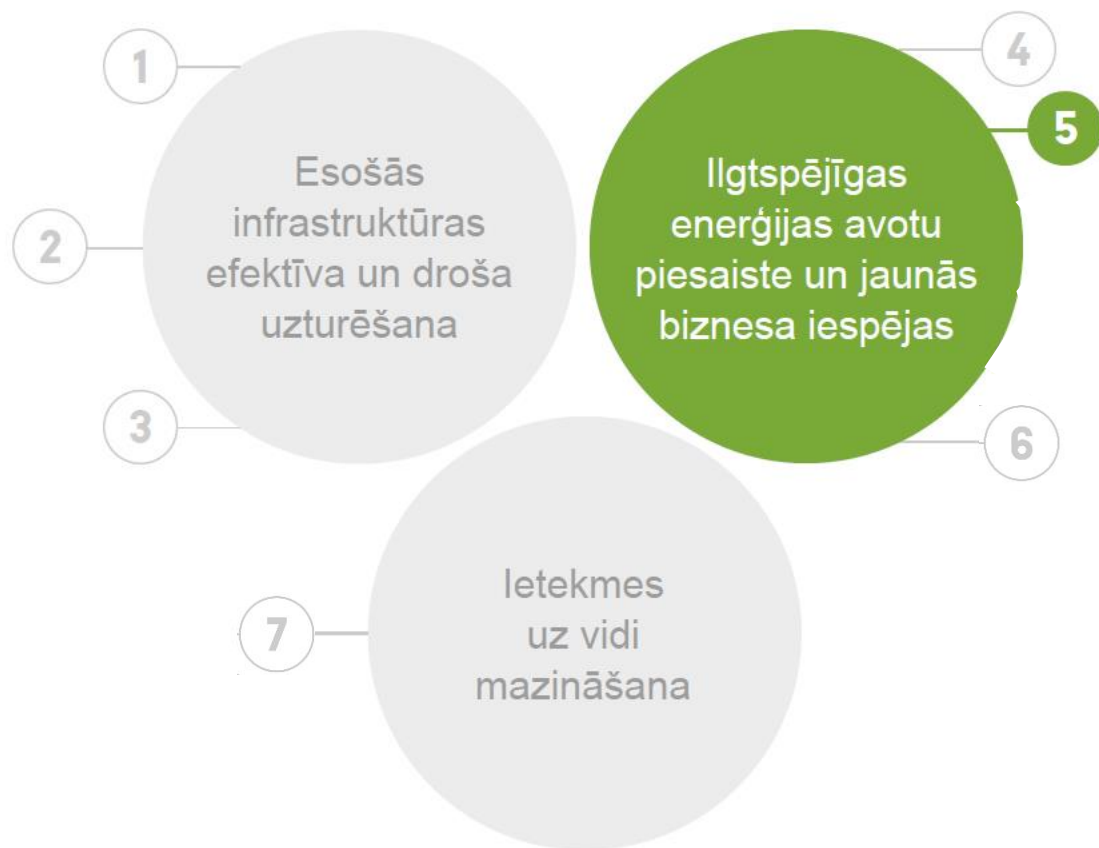 1
2
3
Esošās
infrastruktūras
efektīva un droša
uzturēšana
4
5
6
Ilgtspējīgas
enerģijas avotu
piesaiste un jaunās
biznesa iespējas
7
Ietekmes
uz vidi
mazināšana